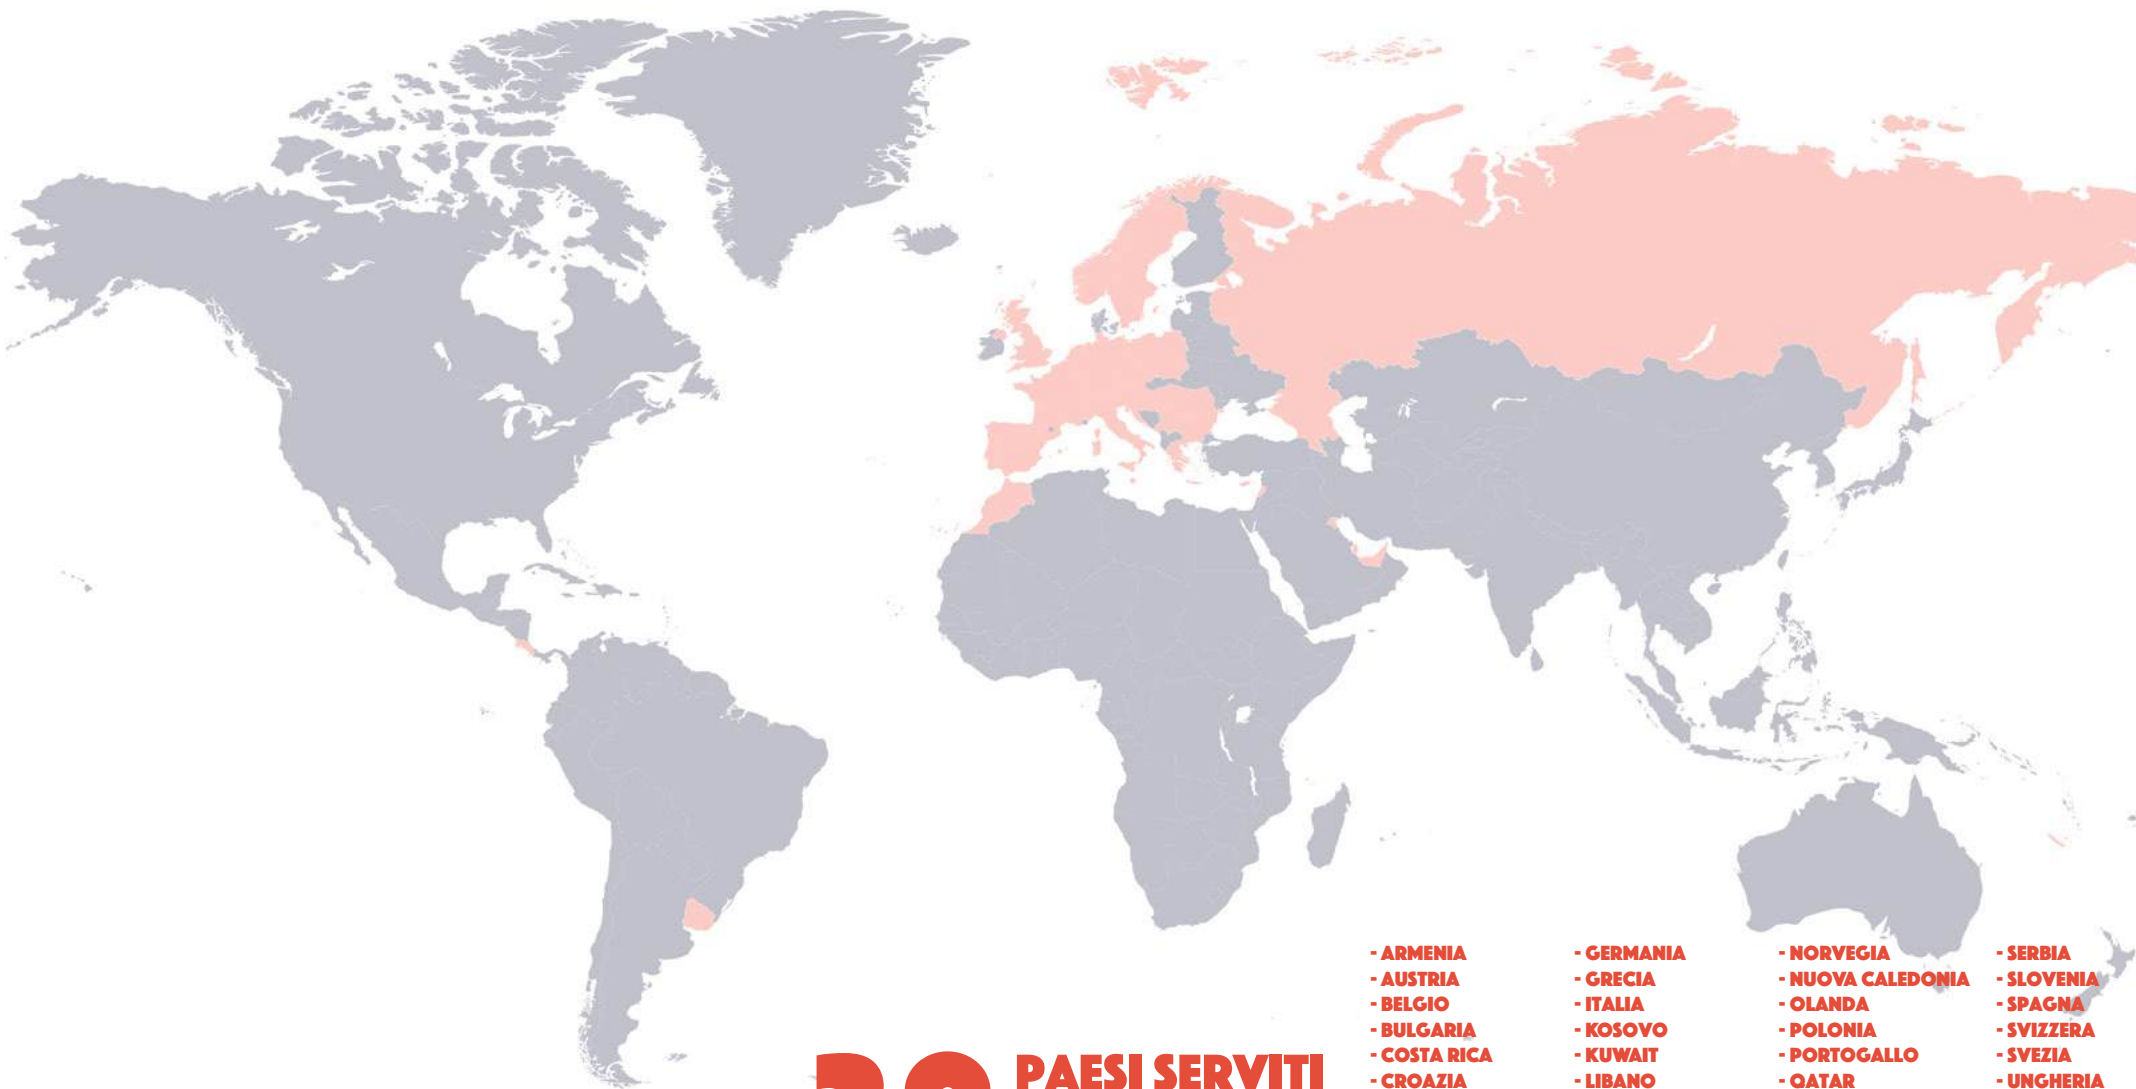 PAESI SERVITI
- ARMENIA
- AUSTRIA
- BELGIO
- BULGARIA
- COSTA RICA
- CROAZIA
- GERMANIA
- GRECIA
- ITALIA
- KOSOVO
- KUWAIT
- LIBANO
- NORVEGIA
- NUOVA CALEDONIA
- OLANDA
- POLONIA
- PORTOGALLO
- QATAR
- SERBIA
- SLOVENIA
- SPAGNA
- SVIZZERA
- SVEZIA
- UNGHERIA